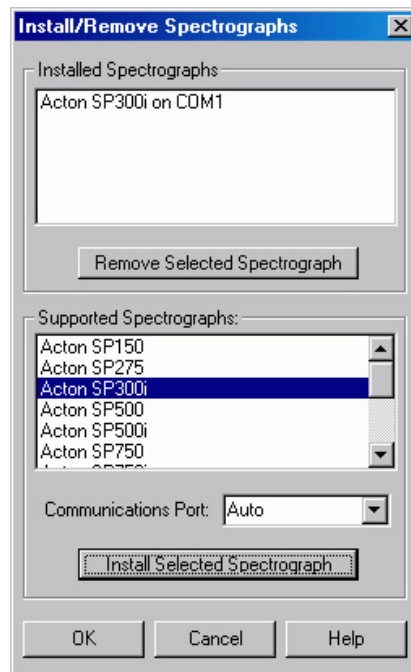 Install/Remove Spectrographs
Installed Spectrographs
Acton SP300i on COM1
Remove Selected Spectrograph
Supported Spectrographs:
Acton SP150
Acton SP275
Acton SP300i
Acton SP500
Acton SP500i
Acton SP750
Communications Port: Auto
Install Selected Spectrograph
OK Cancel Help